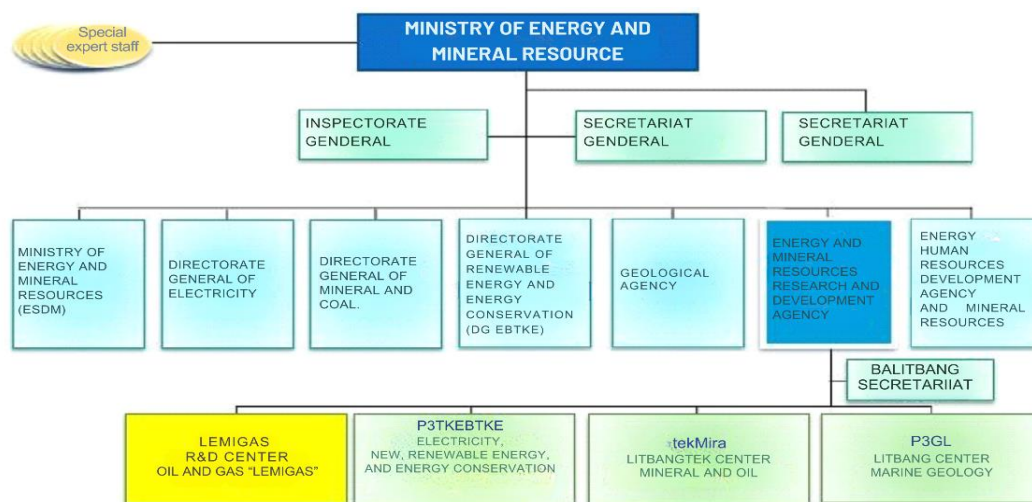 Special
expert staff
MINISTRY OF ENERGY AND
MINERAL RESOURCE
INSPECTORATE
GENDERAL
SECRETARIAT
GENDERAL
SECRETARIAT
GENDERAL
MINISTRY OF
ENERGY AND
MINERAL
RESOURCES
(ESDM)
DIRECTORATE
GENERAL OF
ELECTRICITY
DIRECTORATE
GENERAL OF
MINERAL AND
COAL.
DIRECTORATE
GENERAL OF
RENEWABLE
ENERGY AND
ENERGY
CONSERVATION
(DG EBTKE)
GEOLOGICAL
AGENCY
ENERGY AND
MINERAL
RESOURCES
RESEARCH AND
DEVELOPMENT
AGENCY
ENERGY
HUMAN
RESOURCES
DEVELOPMENT
AGENCY
AND MINERAL
RESOURCES
BALITBANG
SECRETARIIAT
LEMIGAS
R&D CENTER
OIL AND GAS “LEMIGAS”
P3TKEBTKE
ELECTRICITY,
NEW, RENEWABLE ENERGY,
AND ENERGY CONSERVATION
tekMira
LITBANGTEK CENTER
MINERAL AND OIL
P3GL
LITBANG CENTER
MARINE GEOLOGY